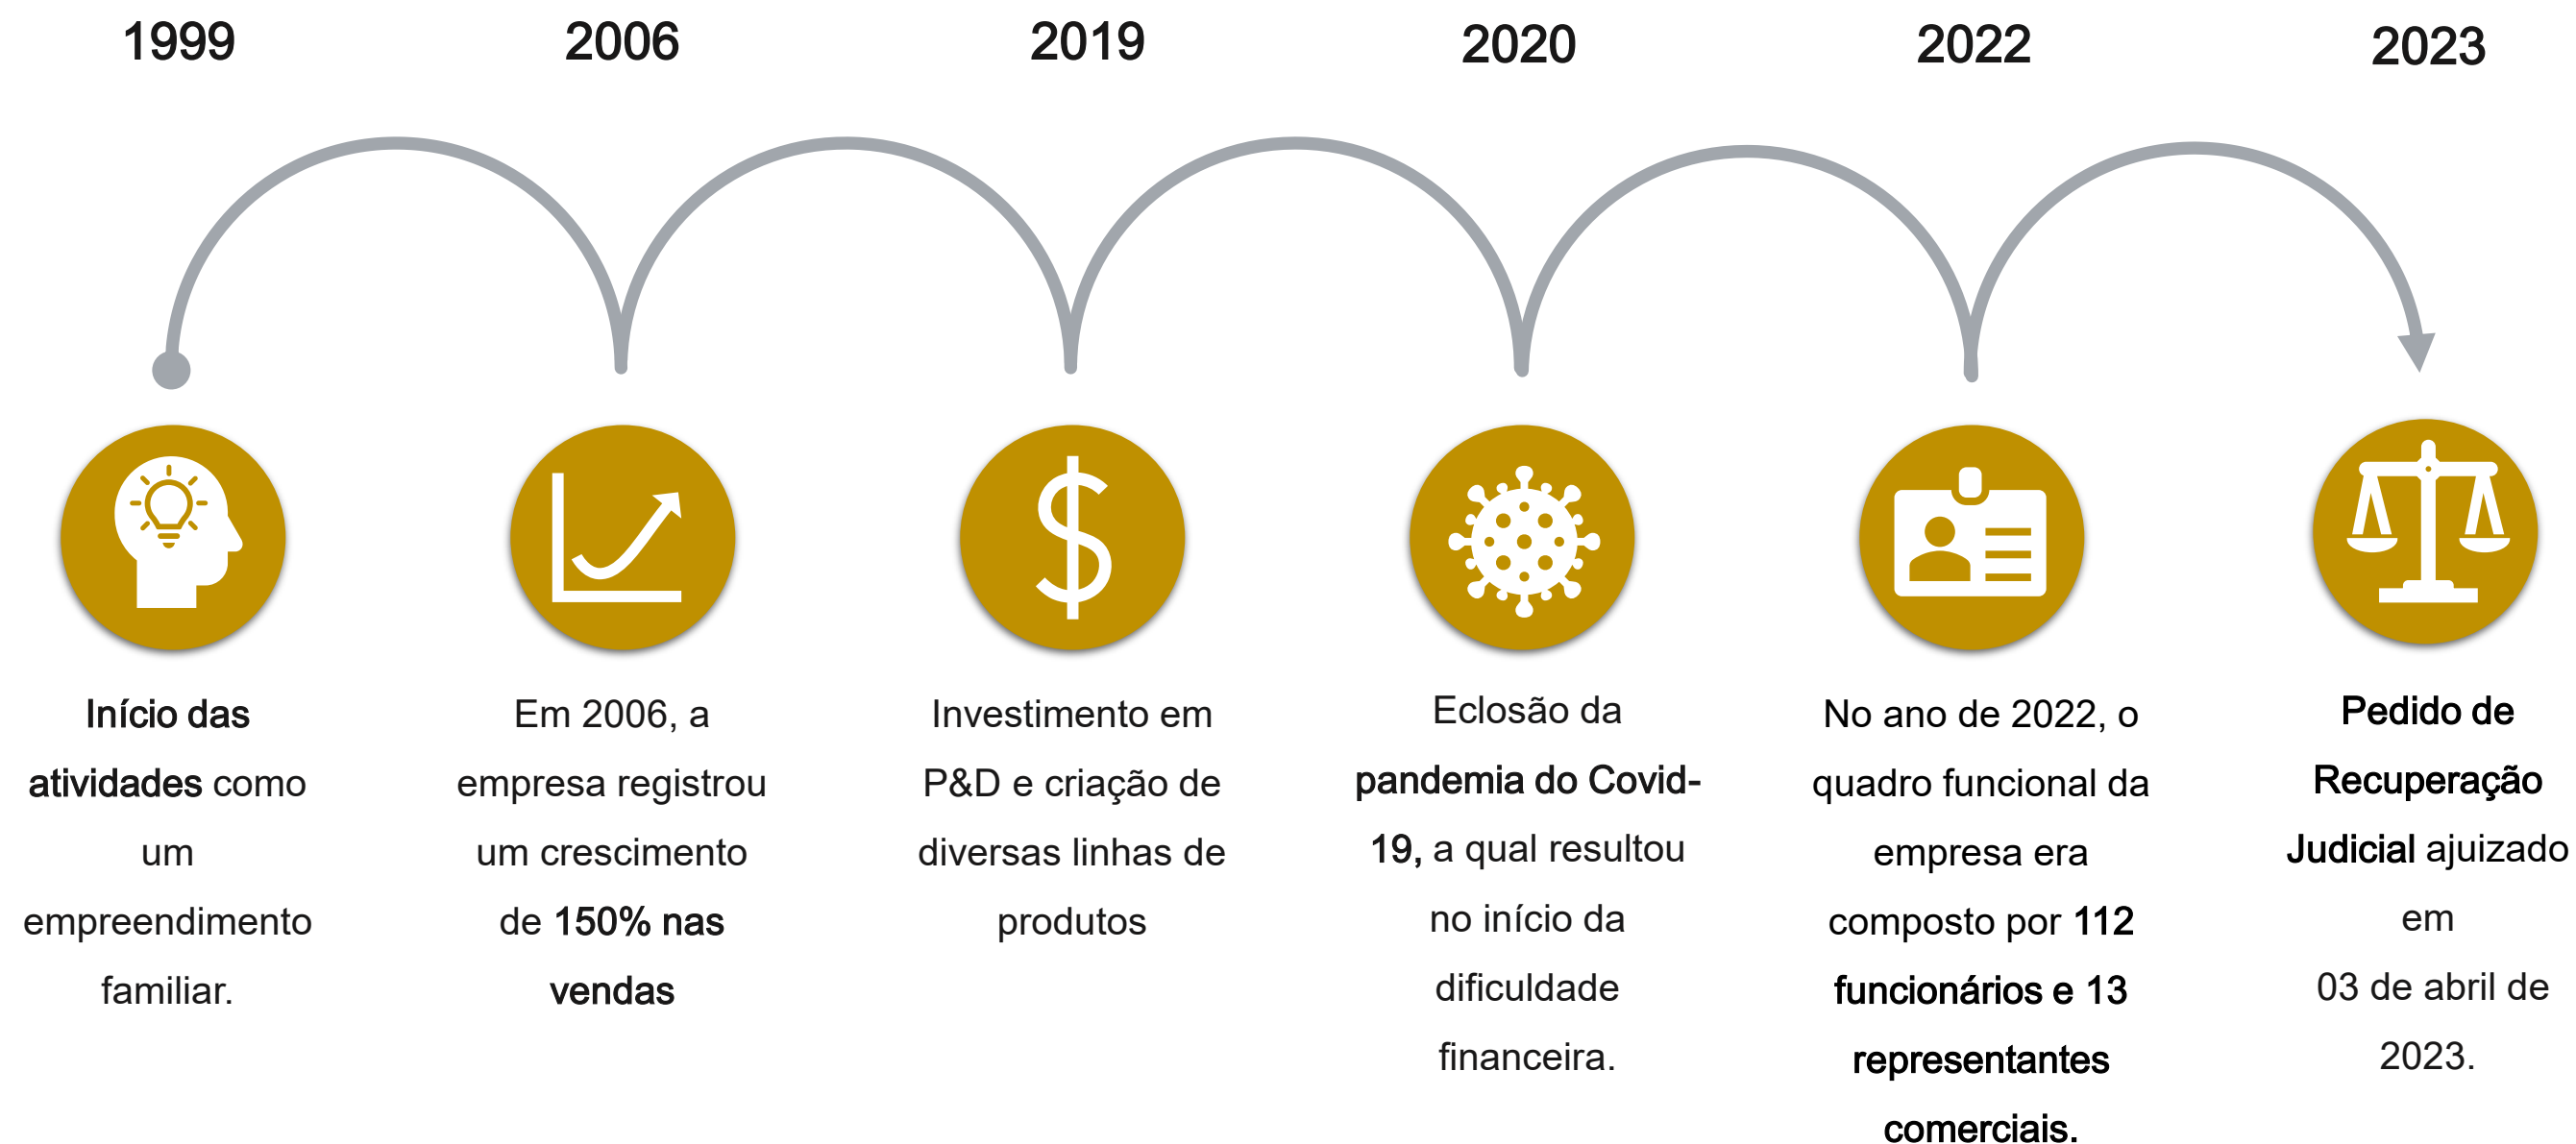 1999
2006
2019
2020
2022
2023
Início das
atividades como
um
empreendimento
familiar.
Em 2006, a
empresa registrou
um crescimento
de 150% nas
vendas
Investimento em
P&D e criação de
diversas linhas de
produtos
Eclosão da
pandemia do Covid-
19, a qual resultou
no início da
dificuldade
financeira.
No ano de 2022, o
quadro funcional da
empresa era
composto por 112
funcionários e 13
representantes
comerciais.
Pedido de
Recuperação
Judicial ajuizado
em
03 de abril de
2023.